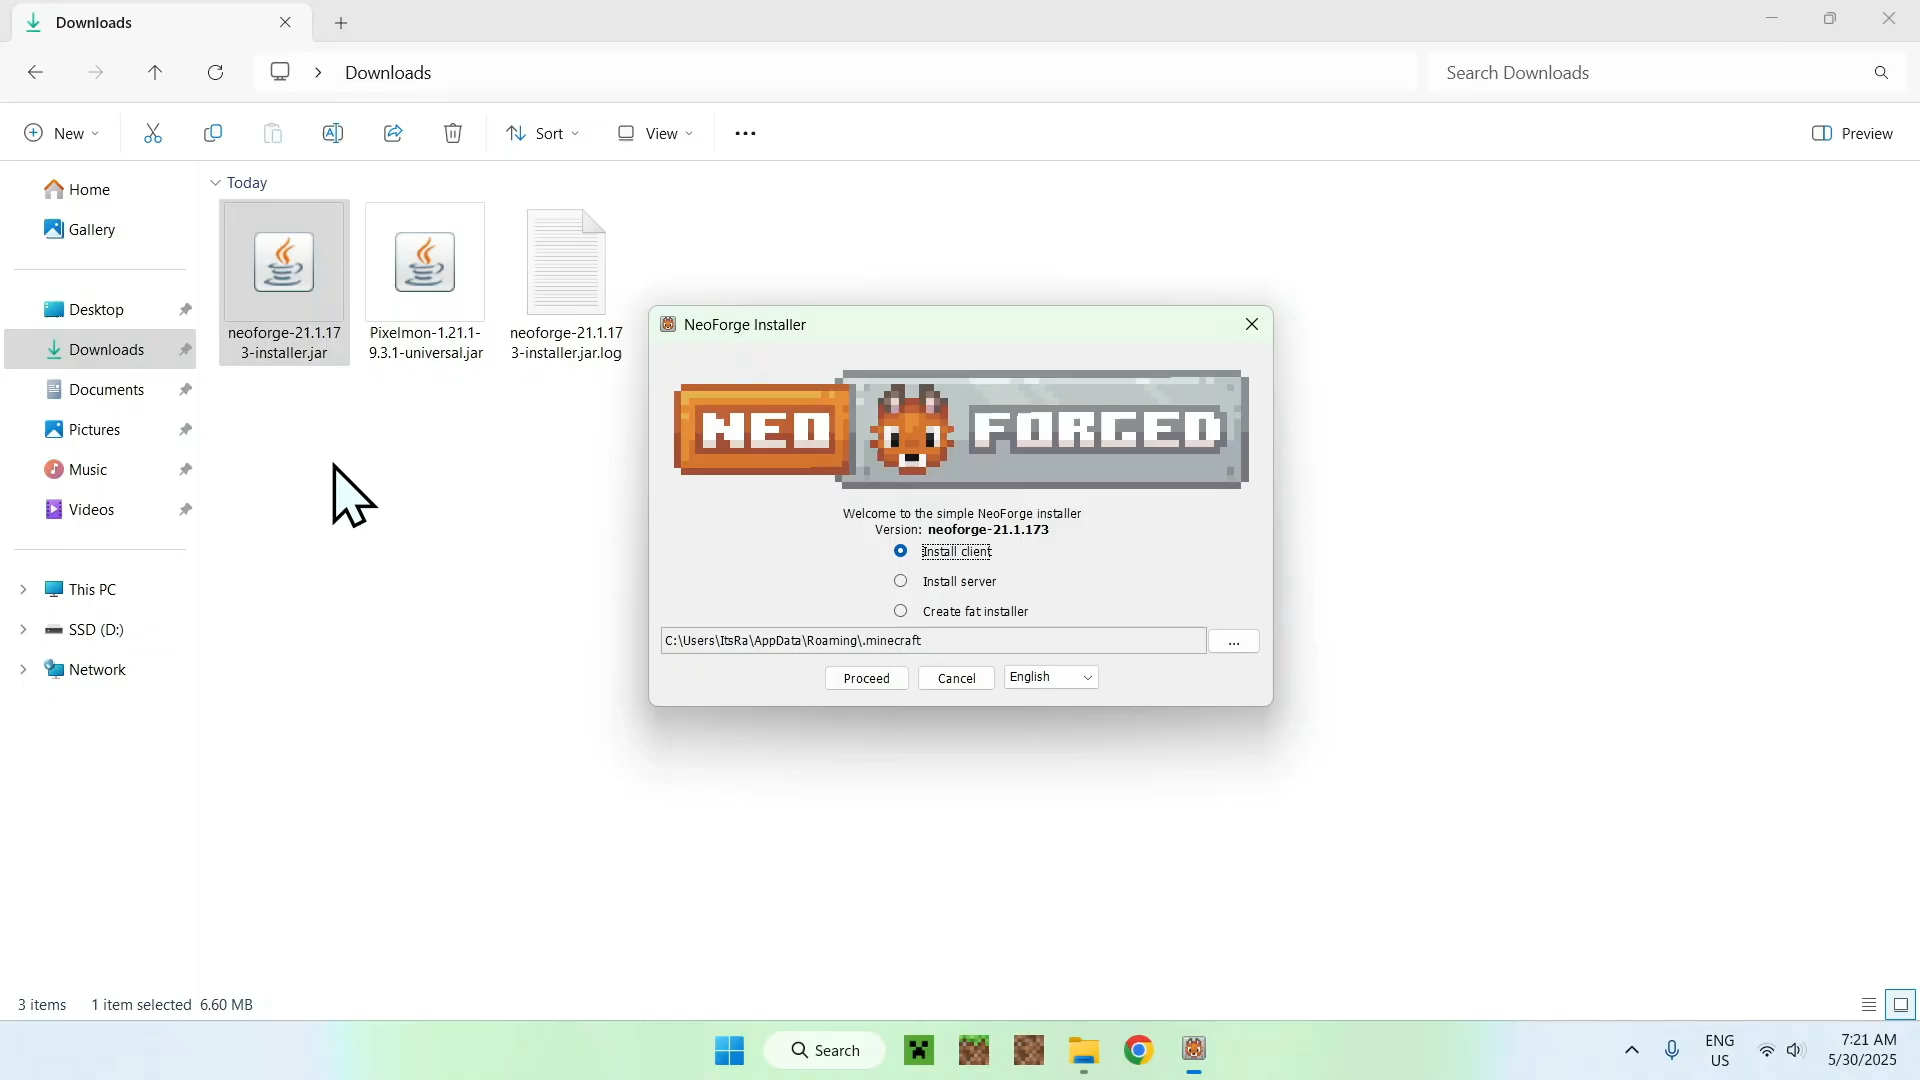 Downloads
Downloads
Search Downloads
New
Sort
View
Preview
Home
Gallery
Desktop
Downloads
Documents
Pictures
Music
Videos
This PC
SSD (D:)
Network
Today
neoforge-21.1.17
3-installer.jar
Pixelmon-1.21.1-
9.3.1-universal.jar
neoforge-21.1.17
3-installer.jar.log
NeoForge Installer
NEO FORGED
Welcome to the simple NeoForge installer
Version: neoforge-21.1.173
Install client
Install server
Create fat installer
C:\Users\ItsRa\AppData\Roaming\.minecraft
...
Proceed
Cancel
English
3 items
1 item selected 6.60 MB
Search
ENG
US
7:21 AM
5/30/2025